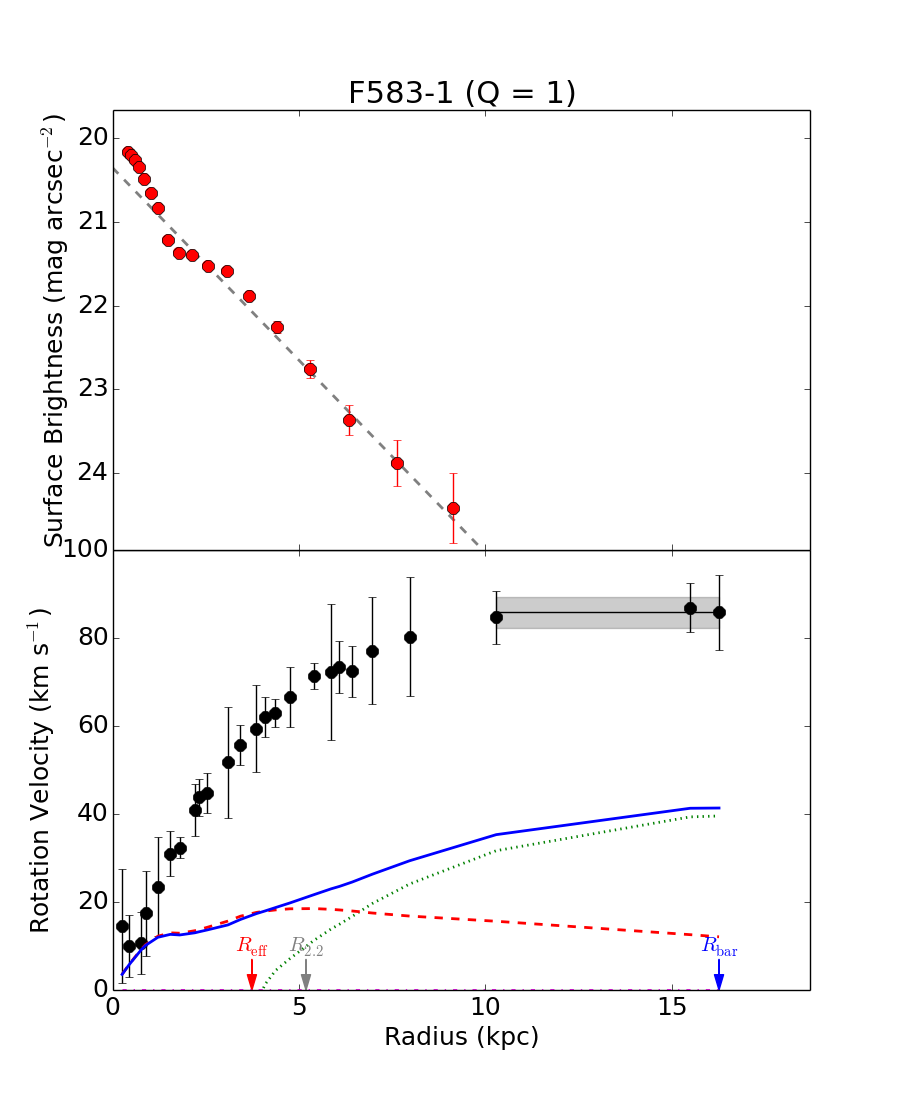 F583-1 (Q = 1)
Surface Brightness (mag arcsec⁻²)
20
21
22
23
24
Rotation Velocity (km s⁻¹)
100
80
60
40
20
0
R_eff
R_2.2
R_bar
0 5 10 15
Radius (kpc)